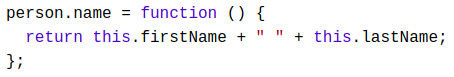 person.name = function () {
  return this.firstName + " " + this.lastName;
};